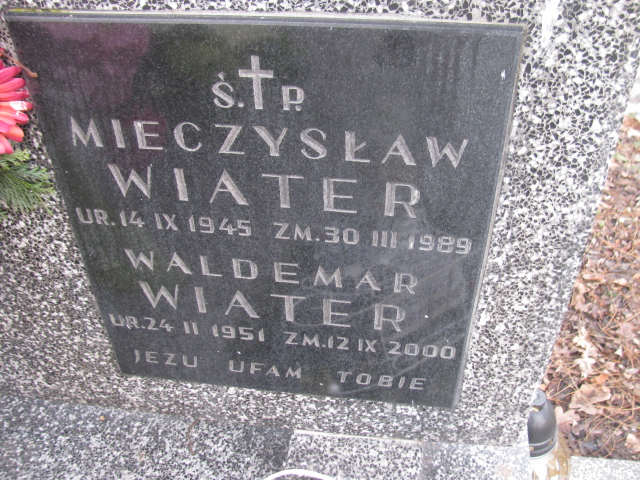 Ś.†P.
MIECZYSŁAW
WIATER
UR.14 IX 1945 ZM.30 III 1989
WALDEMAR
WIATER
UR.24 II 1951 ZM.12 IX 2000
JEZU UFAM TOBIE